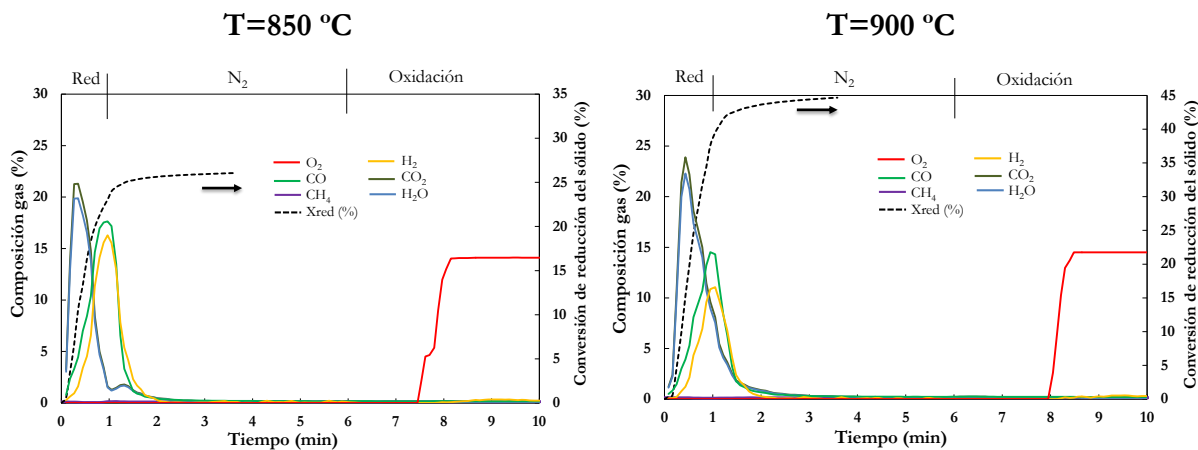 T=850 ºC
Red N₂ Oxidación
Composición gas (%)
30
25
20
15
10
5
0
O₂ H₂
CO CO₂
CH₄ H₂O
Xred (%)
35
30
25
20
15
10
5
0
Conversión de reducción del sólido (%)
0 1 2 3 4 5 6 7 8 9 10
Tiempo (min)
T=900 ºC
Red N₂ Oxidación
Composición gas (%)
30
25
20
15
10
5
0
O₂ H₂
CO CO₂
CH₄ H₂O
Xred (%)
45
40
35
30
25
20
15
10
5
0
Conversión de reducción del sólido (%)
0 1 2 3 4 5 6 7 8 9 10
Tiempo (min)